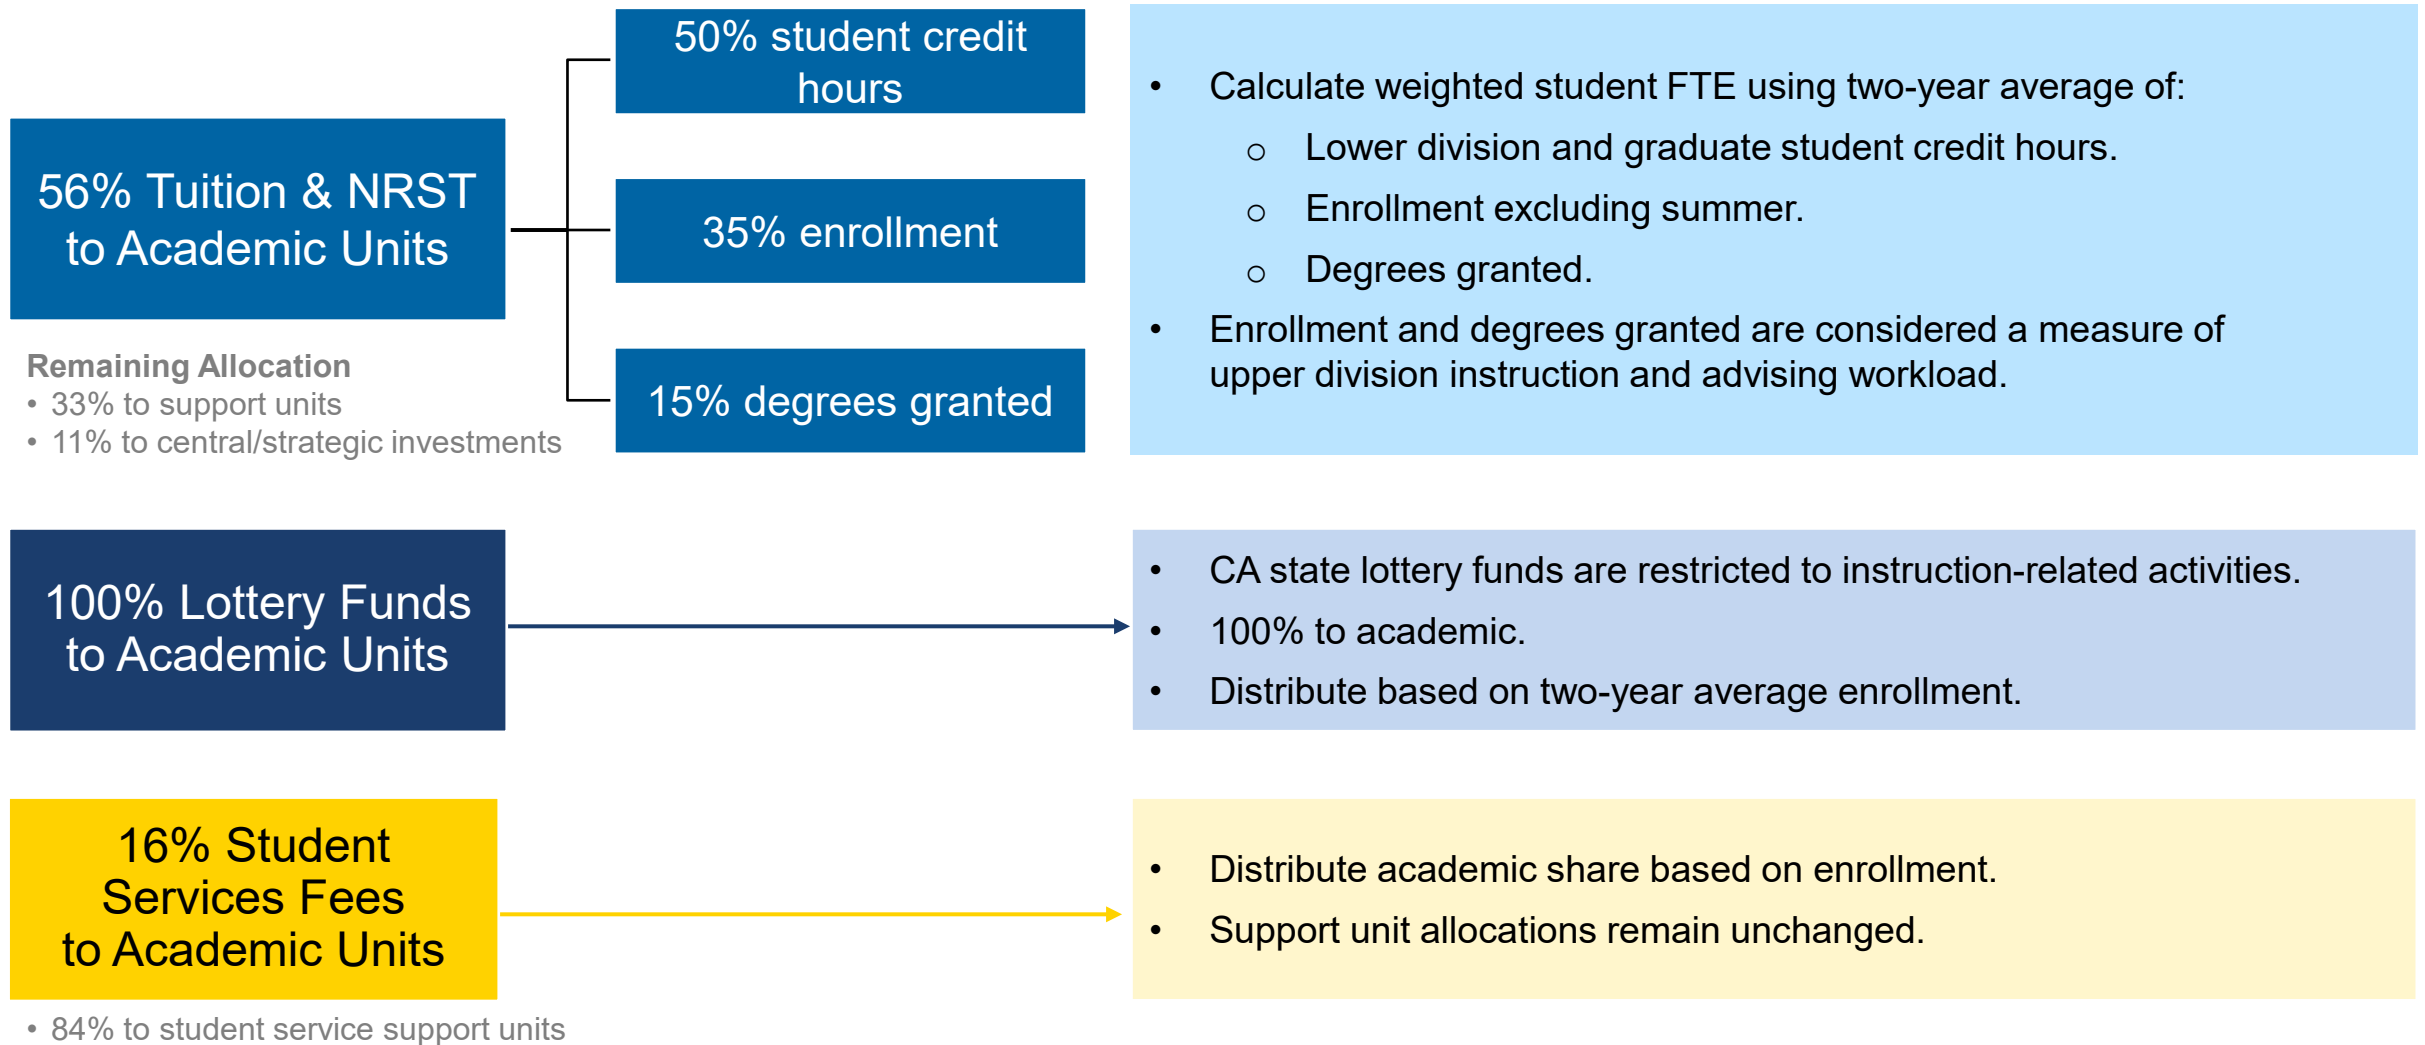 56% Tuition & NRST
to Academic Units
Remaining Allocation
• 33% to support units
• 11% to central/strategic investments
50% student credit
hours
35% enrollment
15% degrees granted
• Calculate weighted student FTE using two-year average of:
o Lower division and graduate student credit hours.
o Enrollment excluding summer.
o Degrees granted.
• Enrollment and degrees granted are considered a measure of
upper division instruction and advising workload.
100% Lottery Funds
to Academic Units
• CA state lottery funds are restricted to instruction-related activities.
• 100% to academic.
• Distribute based on two-year average enrollment.
16% Student
Services Fees
to Academic Units
• 84% to student service support units
• Distribute academic share based on enrollment.
• Support unit allocations remain unchanged.